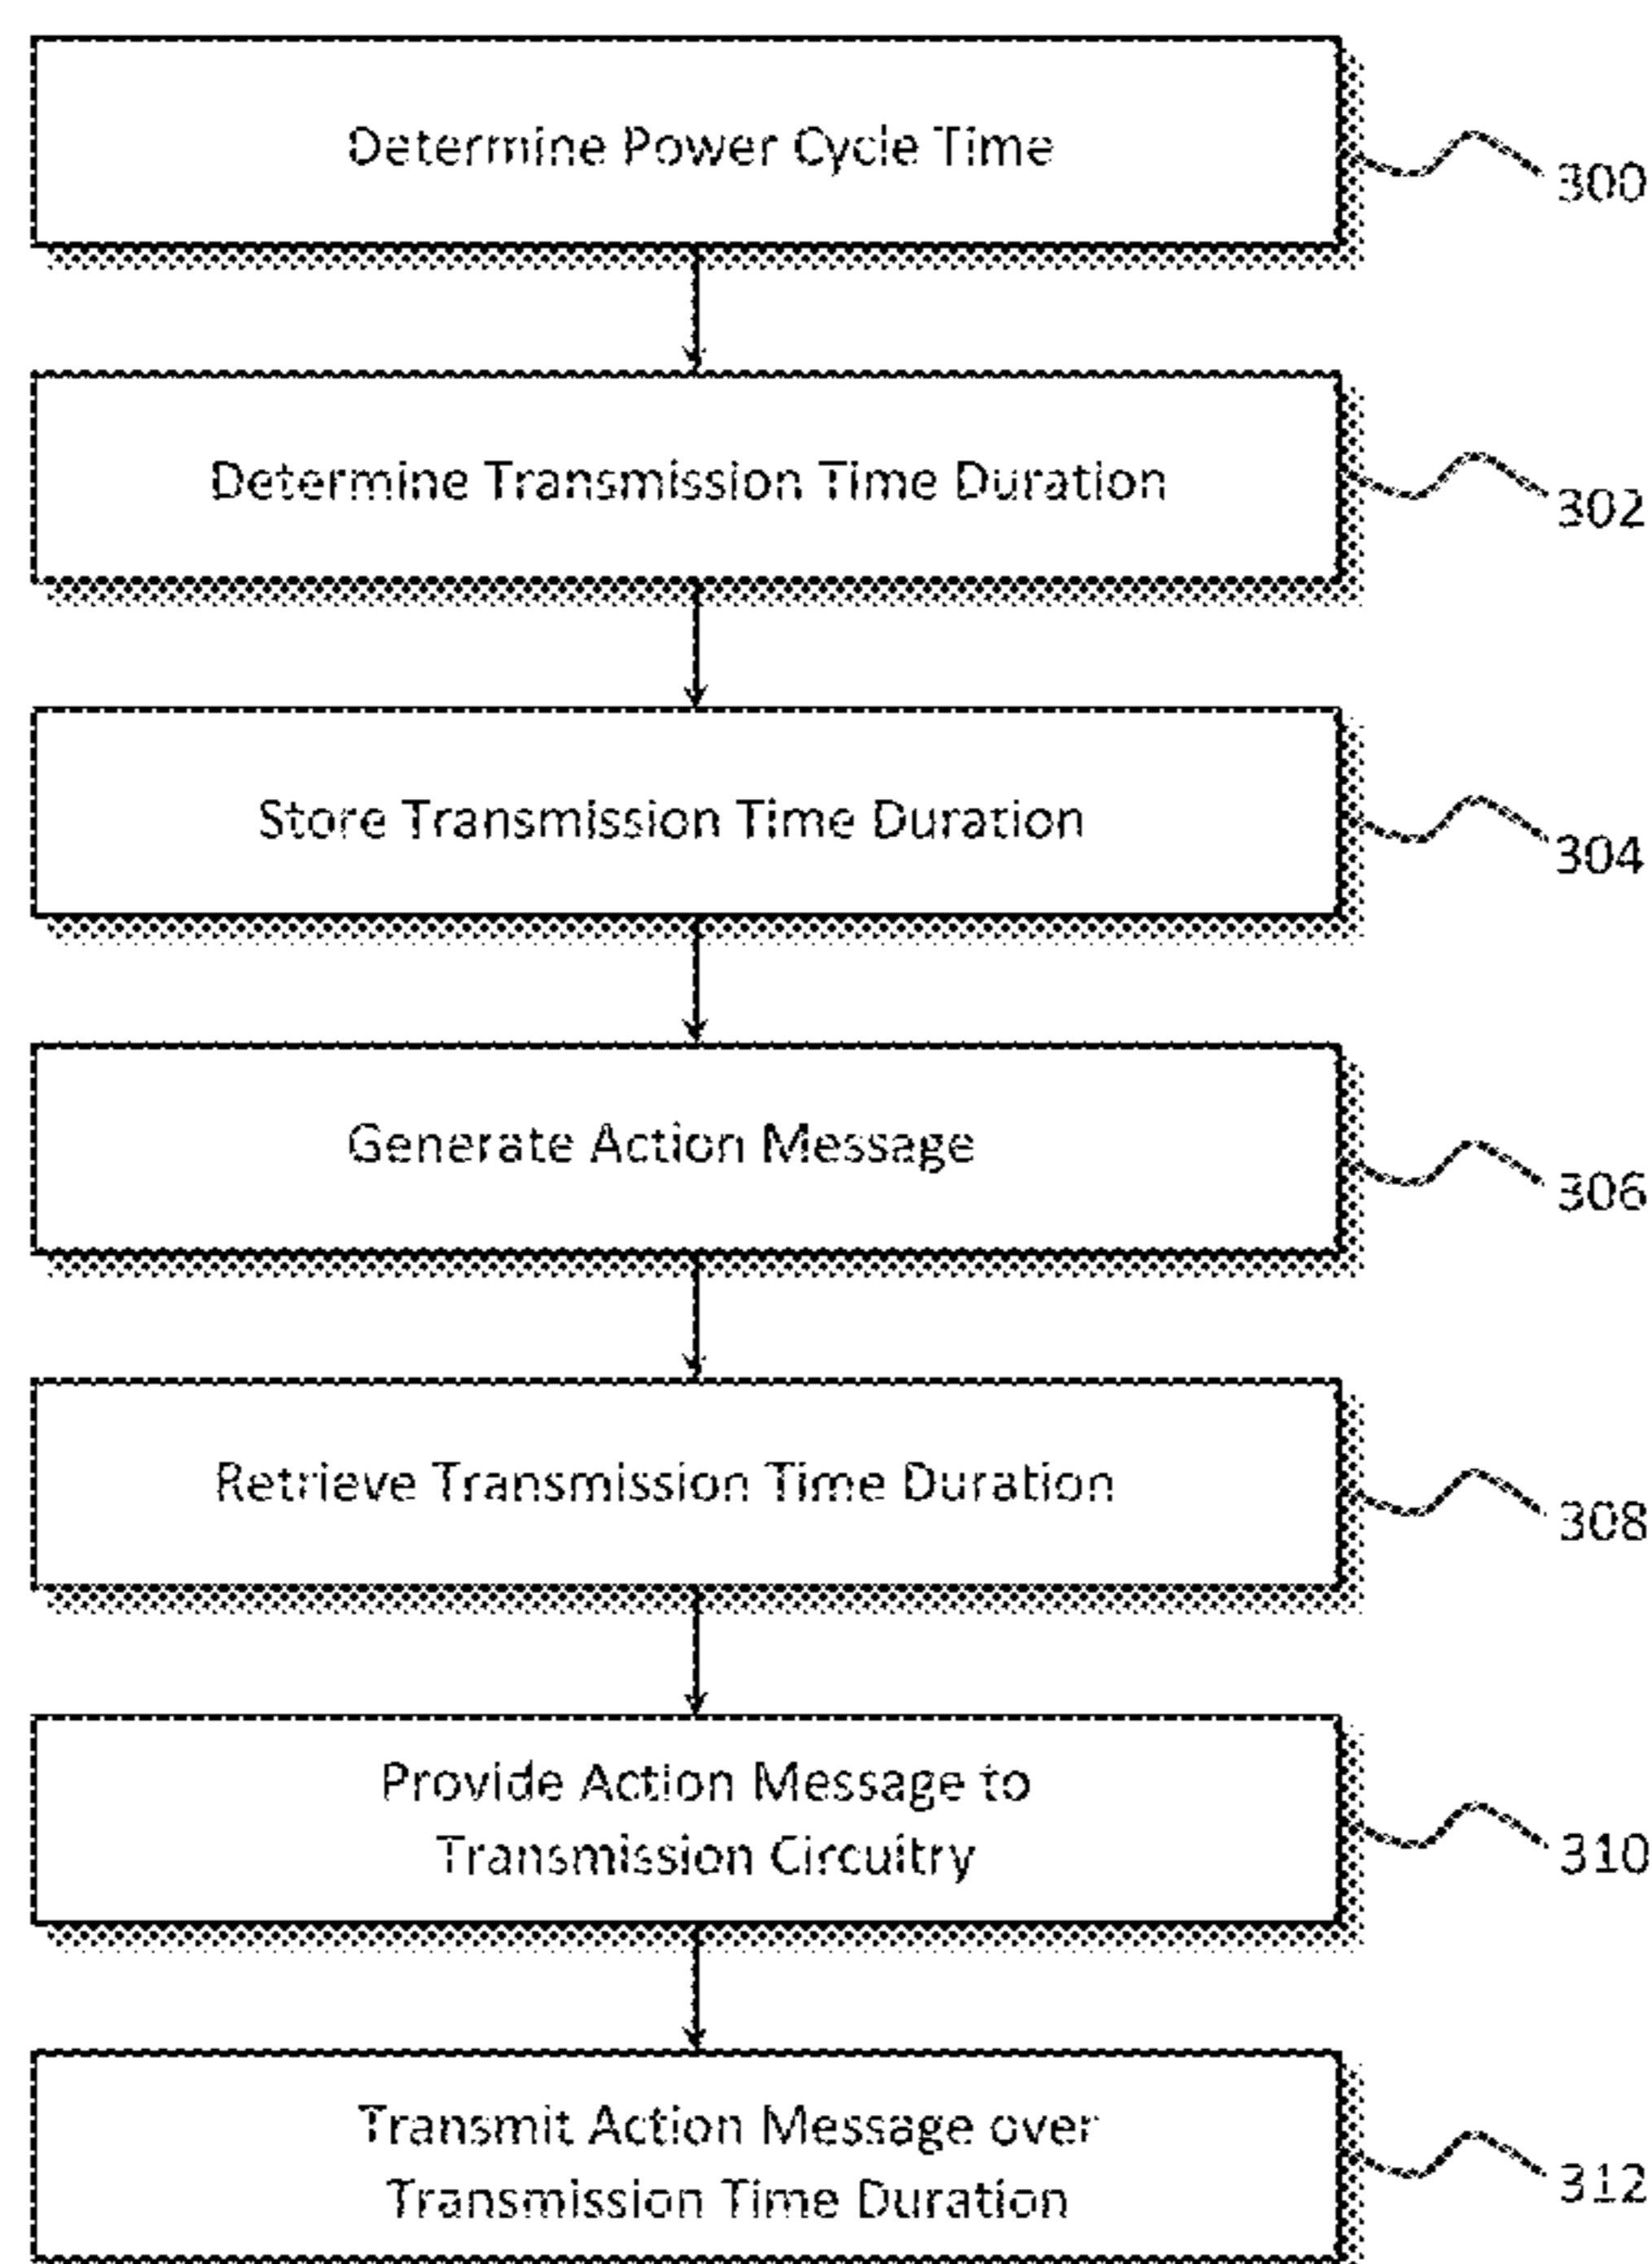 Determine Power Cycle Time
300
Determine Transmission Time Duration
302
Store Transmission Time Duration
304
Generate Action Message
306
Retrieve Transmission Time Duration
308
Provide Action Message to
Transmission Circuitry
310
Transmit Action Message over
Transmission Time Duration
312